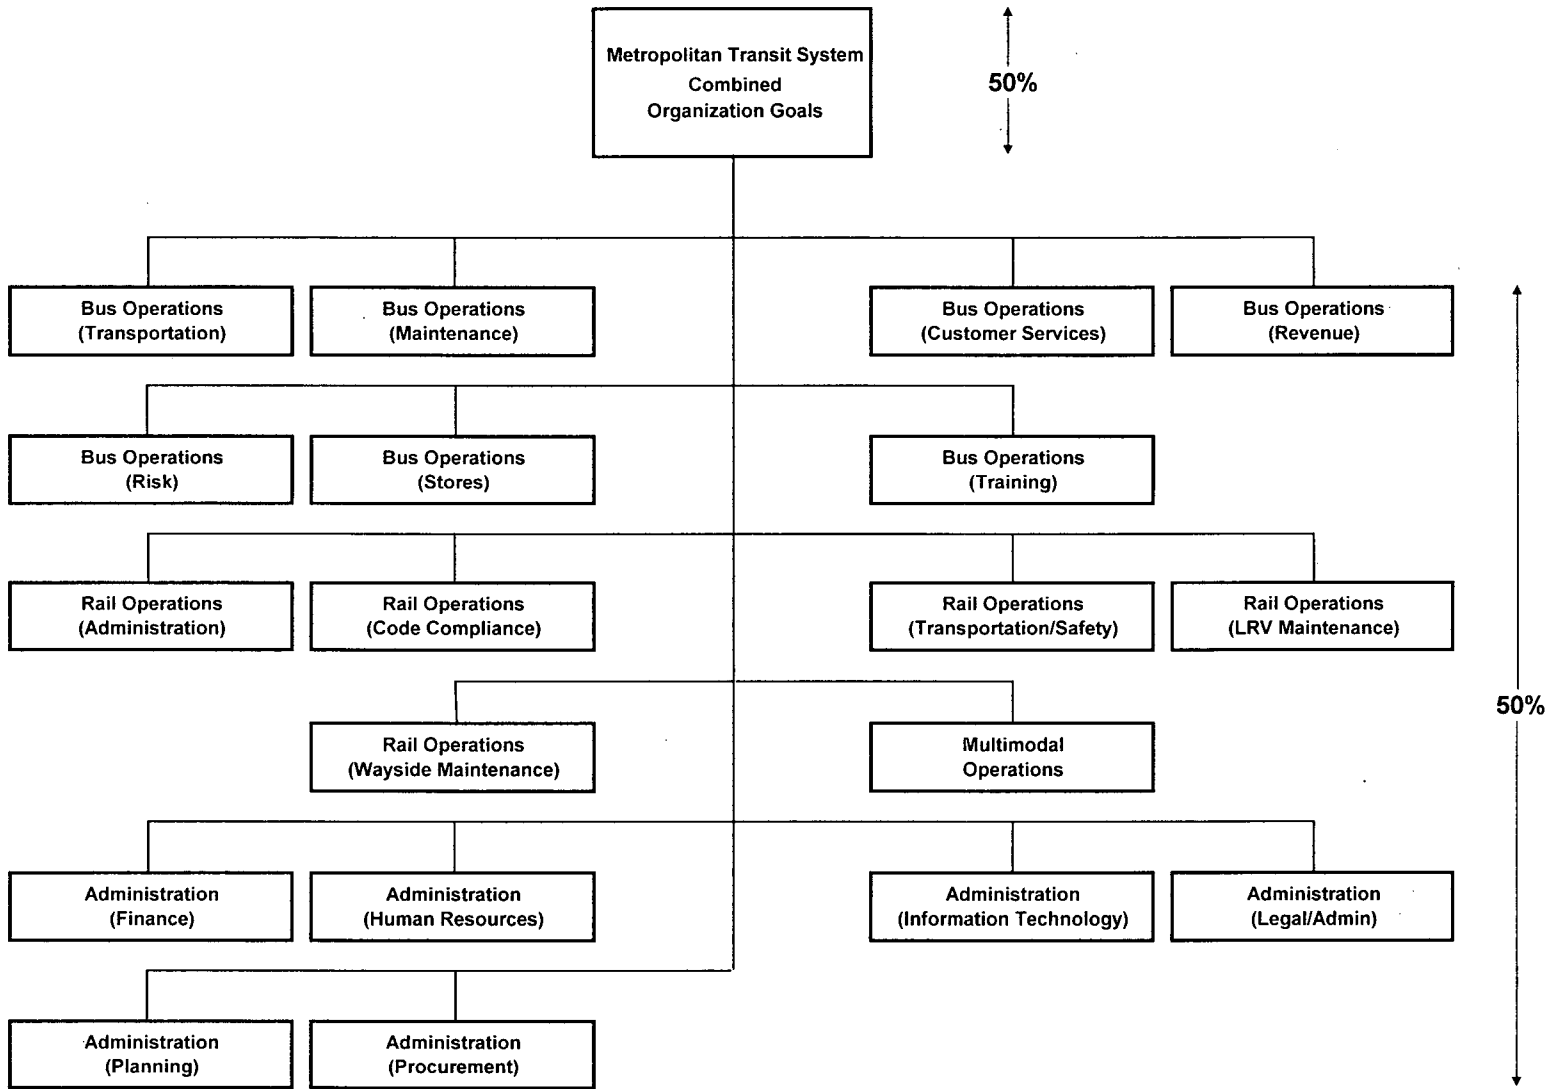 Metropolitan Transit System
Combined
Organization Goals
50%
Bus Operations
(Transportation)
Bus Operations
(Maintenance)
Bus Operations
(Customer Services)
Bus Operations
(Revenue)
Bus Operations
(Risk)
Bus Operations
(Stores)
Bus Operations
(Training)
Rail Operations
(Administration)
Rail Operations
(Code Compliance)
Rail Operations
(Transportation/Safety)
Rail Operations
(LRV Maintenance)
50%
Rail Operations
(Wayside Maintenance)
Multimodal
Operations
Administration
(Finance)
Administration
(Human Resources)
Administration
(Information Technology)
Administration
(Legal/Admin)
Administration
(Planning)
Administration
(Procurement)